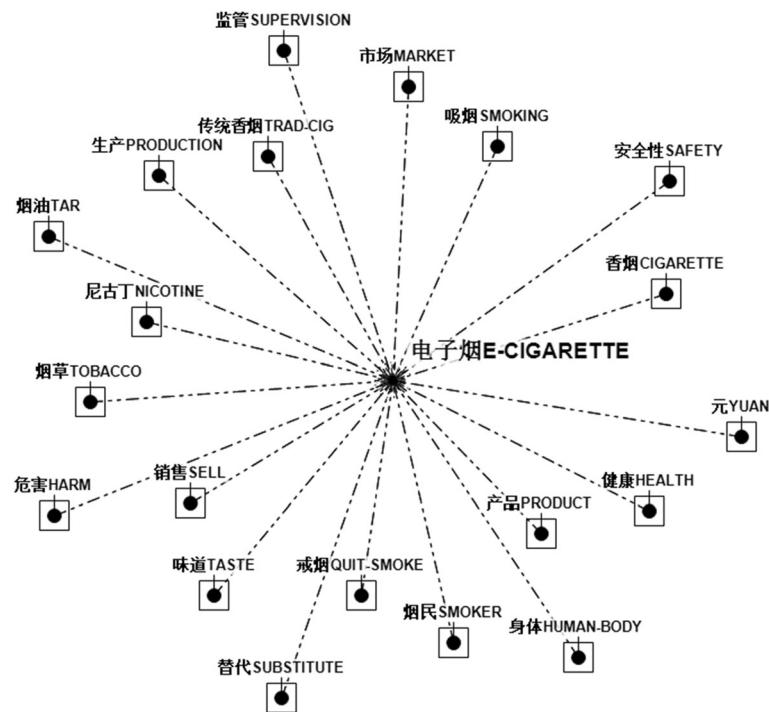 监管SUPERVISION
市场MARKET
吸烟SMOKING
传统香烟TRAD-CIG
生产PRODUCTION
安全性SAFETY
烟油TAR
香烟CIGARETTE
尼古丁NICOTINE
电子烟E-CIGARETTE
烟草TOBACCO
元YUAN
危害HARM
销售SELL
健康HEALTH
产品PRODUCT
味道TASTE
戒烟QUIT-SMOKE
烟民SMOKER
身体HUMAN-BODY
替代SUBSTITUTE